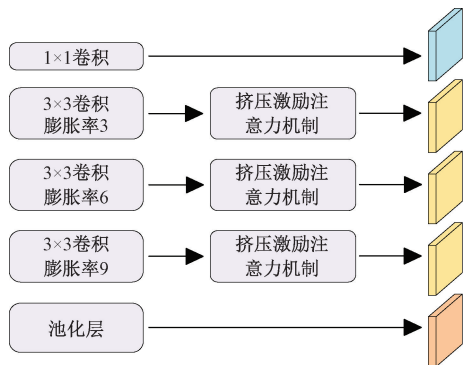 1×1卷积
3×3卷积
膨胀率3
挤压激励注
意力机制
3×3卷积
膨胀率6
挤压激励注
意力机制
3×3卷积
膨胀率9
挤压激励注
意力机制
池化层